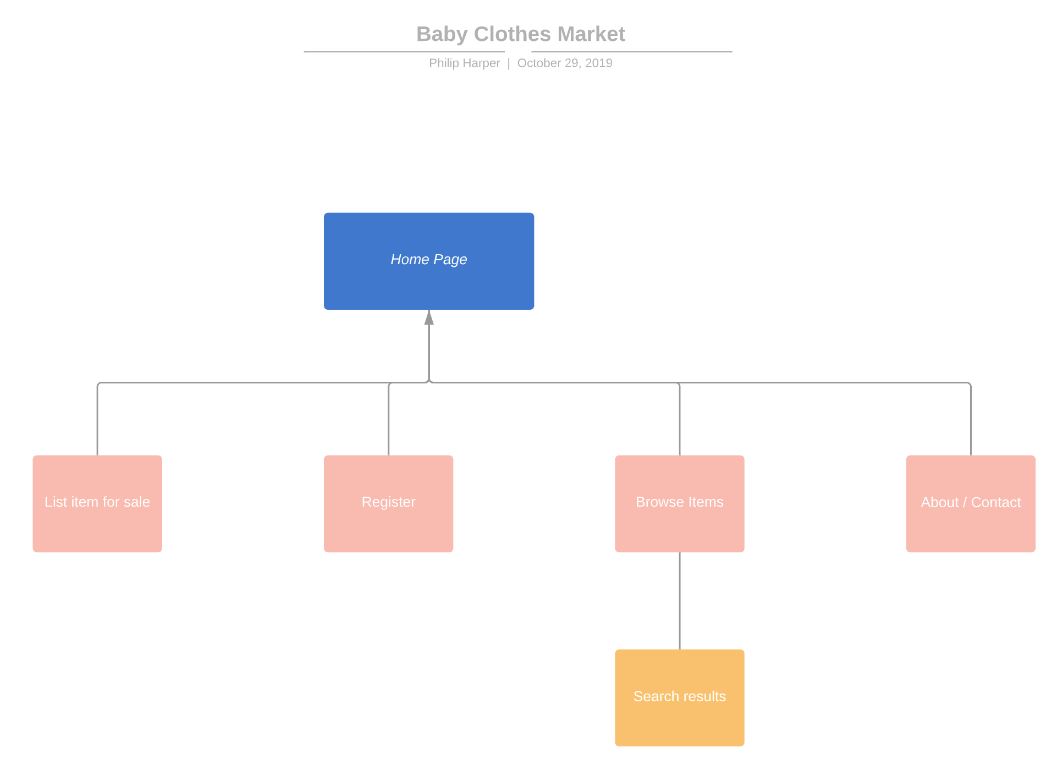 Baby Clothes Market
Philip Harper | October 29, 2019
Home Page
List item for sale
Register
Browse Items
About / Contact
Search results